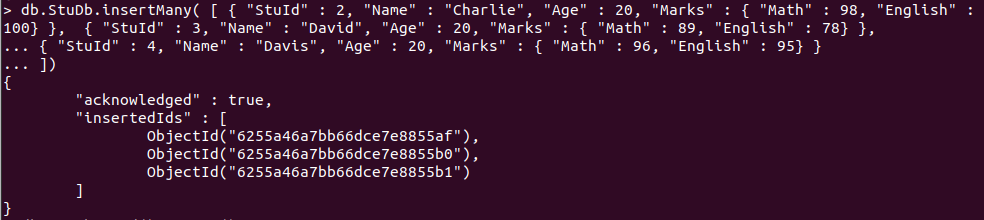 > db.StuDb.insertMany( [ { "StuId" : 2, "Name" : "Charlie", "Age" : 20, "Marks" : { "Math" : 98, "English" :
100} },  { "StuId" : 3, "Name" : "David", "Age" : 20, "Marks" : { "Math"  : 89, "English" : 78} },
... { "StuId" : 4, "Name" : "Davis", "Age" : 20, "Marks" : { "Math" : 96, "English" : 95} }
... ])
{
        "acknowledged" : true,
        "insertedIds" : [
                ObjectId("6255a46a7bb66dce7e8855af"),
                ObjectId("6255a46a7bb66dce7e8855b0"),
                ObjectId("6255a46a7bb66dce7e8855b1")
        ]
}